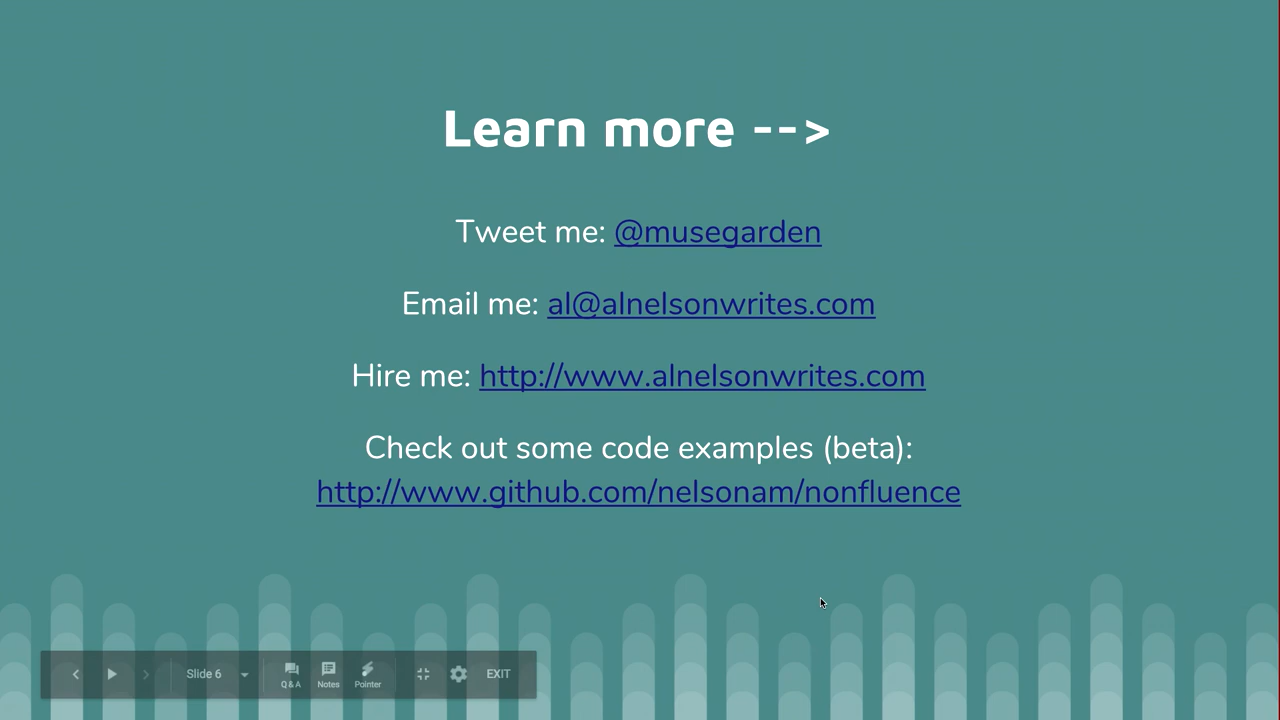 Learn more -->
Tweet me: @musegarden
Email me: al@alnelsonwrites.com
Hire me: http://www.alnelsonwrites.com
Check out some code examples (beta):
http://www.github.com/nelsonam/nonfluence
Slide 6
Q & A
Notes
Pointer
EXIT